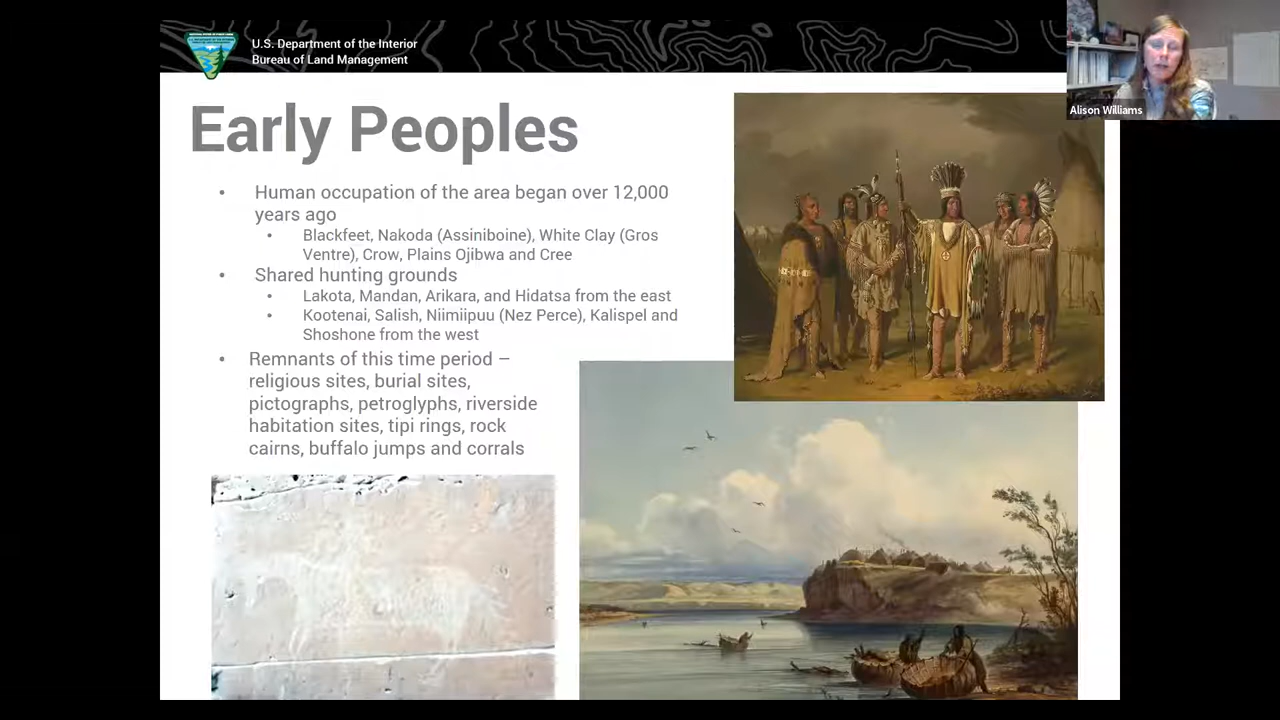 U.S. Department of the Interior
Bureau of Land Management
Alison Williams
Early Peoples
• Human occupation of the area began over 12,000
years ago
• Blackfeet, Nakoda (Assiniboine), White Clay (Gros
Ventre), Crow, Plains Ojibwa and Cree
• Shared hunting grounds
• Lakota, Mandan, Arikara, and Hidatsa from the east
• Kootenai, Salish, Niimiipuu (Nez Perce), Kalispel and
Shoshone from the west
• Remnants of this time period –
religious sites, burial sites,
pictographs, petroglyphs, riverside
habitation sites, tipi rings, rock
cairns, buffalo jumps and corrals